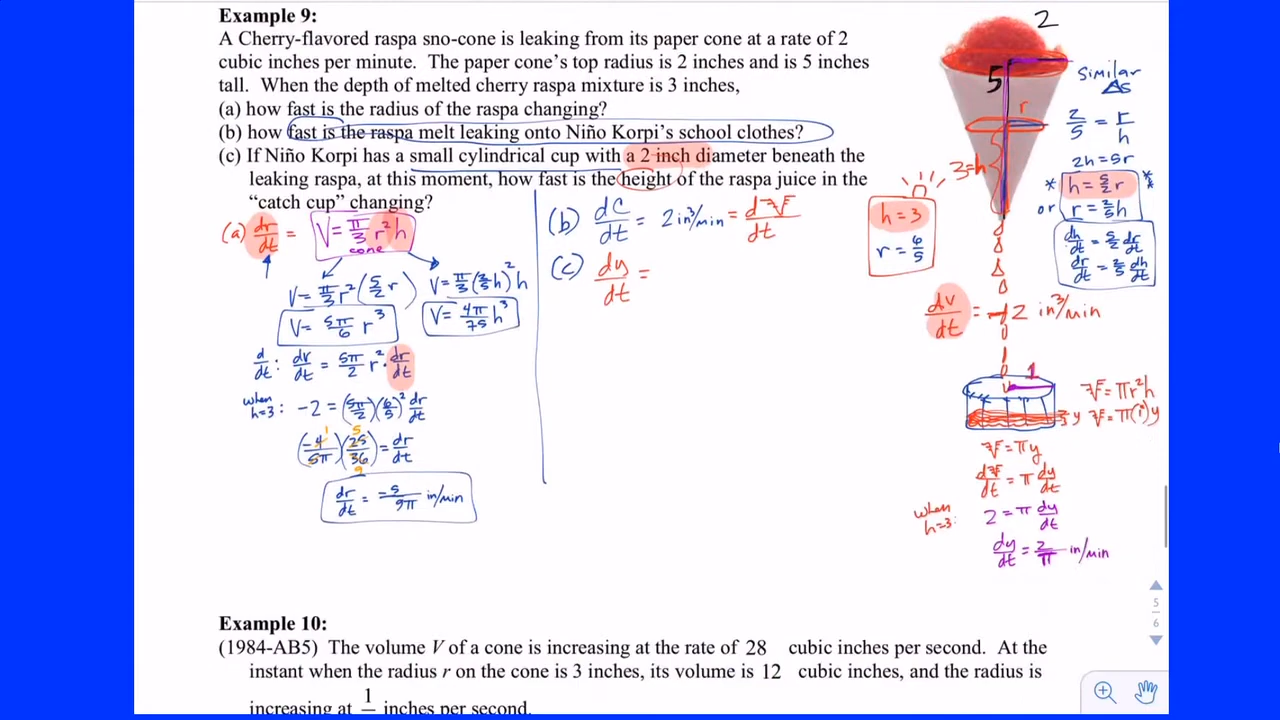 Example 9:
A Cherry-flavored raspa sno-cone is leaking from its paper cone at a rate of 2
cubic inches per minute. The paper cone's top radius is 2 inches and is 5 inches
tall. When the depth of melted cherry raspa mixture is 3 inches,
(a) how fast is the radius of the raspa changing?
(b) how fast is the raspa melt leaking onto Niño Korpi's school clothes?
(c) If Niño Korpi has a small cylindrical cup with a 2 inch diameter beneath the
leaking raspa, at this moment, how fast is the height of the raspa juice in the
"catch cup" changing?
(a) dr/dt =
V = π/3 r² h
cone
V = π/3 r² (5/2 r)
V = 5π/6 r³
V = π/3 (2/5 h)² h
V = 4π/75 h³
d/dt: dV/dt = 5π/2 r² · dr/dt
when h=3: -2 = (5π/2)(6/5)² dr/dt
(-4/5π)(25/36) = dr/dt
1
5
9
dr/dt = -5/9π in/min
(b) dC/dt = 2 in³/min = dV/dt
(c) dy/dt =
2
5
r
3=h
h = 3
r = 6/5
Similar
Δs
2/5 = r/h
2h = 5r
* h = 5/2 r *
or r = 2/5 h
dh/dt = 5/2 dr/dt
dr/dt = 2/5 dh/dt
dV/dt = -2 in³/min
1
y
V = πr²h
V = π(1²)y
V = πy
dV/dt = π dy/dt
when h=3: 2 = π dy/dt
dy/dt = 2/π in/min
Example 10:
(1984-AB5) The volume V of a cone is increasing at the rate of 28 cubic inches per second. At the
instant when the radius r on the cone is 3 inches, its volume is 12 cubic inches, and the radius is
increasing at 1 inches per second.
5
6